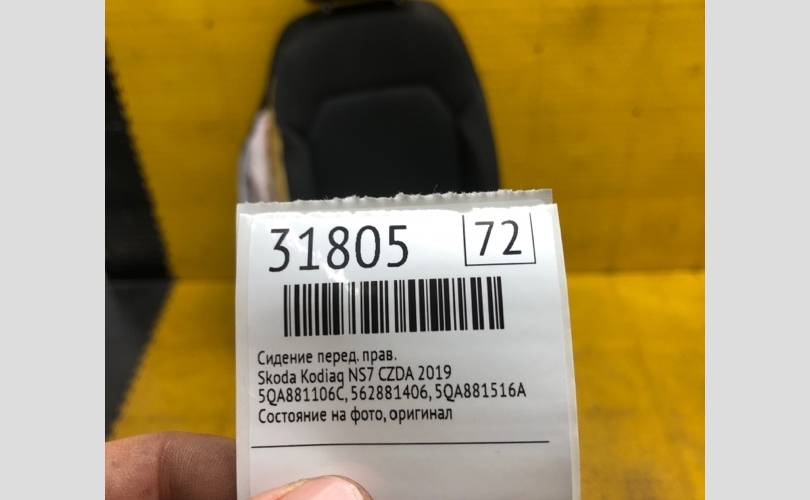 31805 72
Сидение перед. прав.
Skoda Kodiaq NS7 CZDA 2019
5QA881106C, 562881406, 5QA881516A
Состояние на фото, оригинал